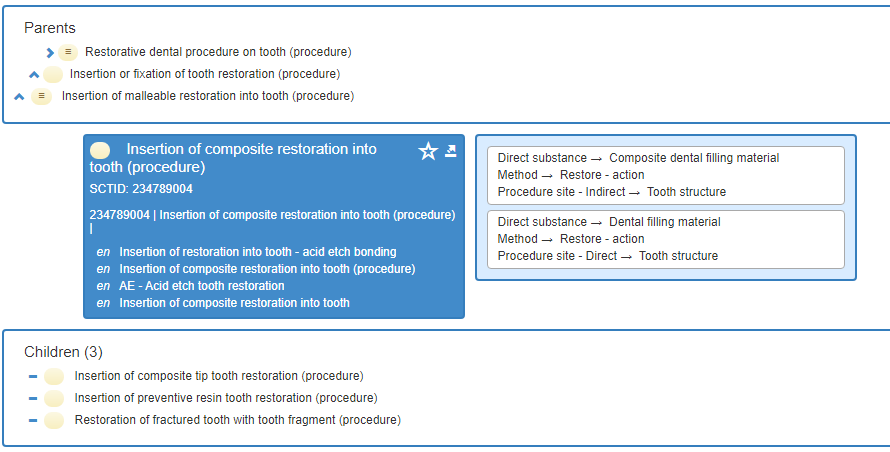 Parents
Restorative dental procedure on tooth (procedure)
Insertion or fixation of tooth restoration (procedure)
Insertion of malleable restoration into tooth (procedure)
Insertion of composite restoration into
tooth (procedure)
SCTID: 234789004
234789004 | Insertion of composite restoration into tooth (procedure)
|
en Insertion of restoration into tooth - acid etch bonding
en Insertion of composite restoration into tooth (procedure)
en AE - Acid etch tooth restoration
en Insertion of composite restoration into tooth
Direct substance → Composite dental filling material
Method → Restore - action
Procedure site - Indirect → Tooth structure
Direct substance → Dental filling material
Method → Restore - action
Procedure site - Direct → Tooth structure
Children (3)
Insertion of composite tip tooth restoration (procedure)
Insertion of preventive resin tooth restoration (procedure)
Restoration of fractured tooth with tooth fragment (procedure)